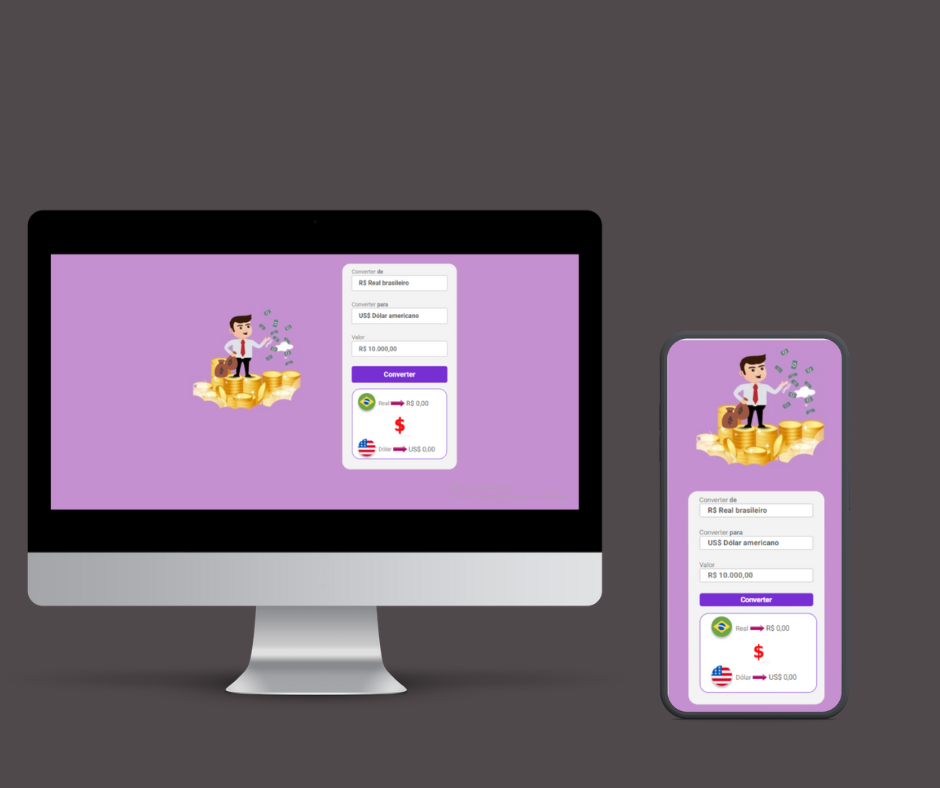 Converter de
R$ Real brasileiro
Converter para
US$ Dólar americano
Valor
R$ 10.000,00
Converter
Real R$ 0,00
$
Dólar US$ 0,00
Converter de
R$ Real brasileiro
Converter para
US$ Dólar americano
Valor
R$ 10.000,00
Converter
Real R$ 0,00
$
Dólar US$ 0,00